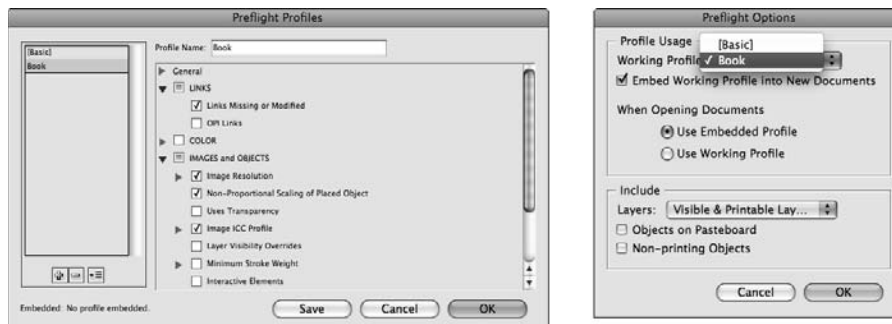 Preflight Profiles
[Basic]
Book
Profile Name: Book
General
LINKS
Links Missing or Modified
OPI Links
COLOR
IMAGES and OBJECTS
Image Resolution
Non-Proportional Scaling of Placed Object
Uses Transparency
Image ICC Profile
Layer Visibility Overrides
Minimum Stroke Weight
Interactive Elements
Embedded: No profile embedded.
Save
Cancel
OK
Preflight Options
Profile Usage
[Basic]
Working Profile
Book
Embed Working Profile into New Documents
When Opening Documents
Use Embedded Profile
Use Working Profile
Include
Layers: Visible & Printable Lay...
Objects on Pasteboard
Non-printing Objects
Cancel
OK